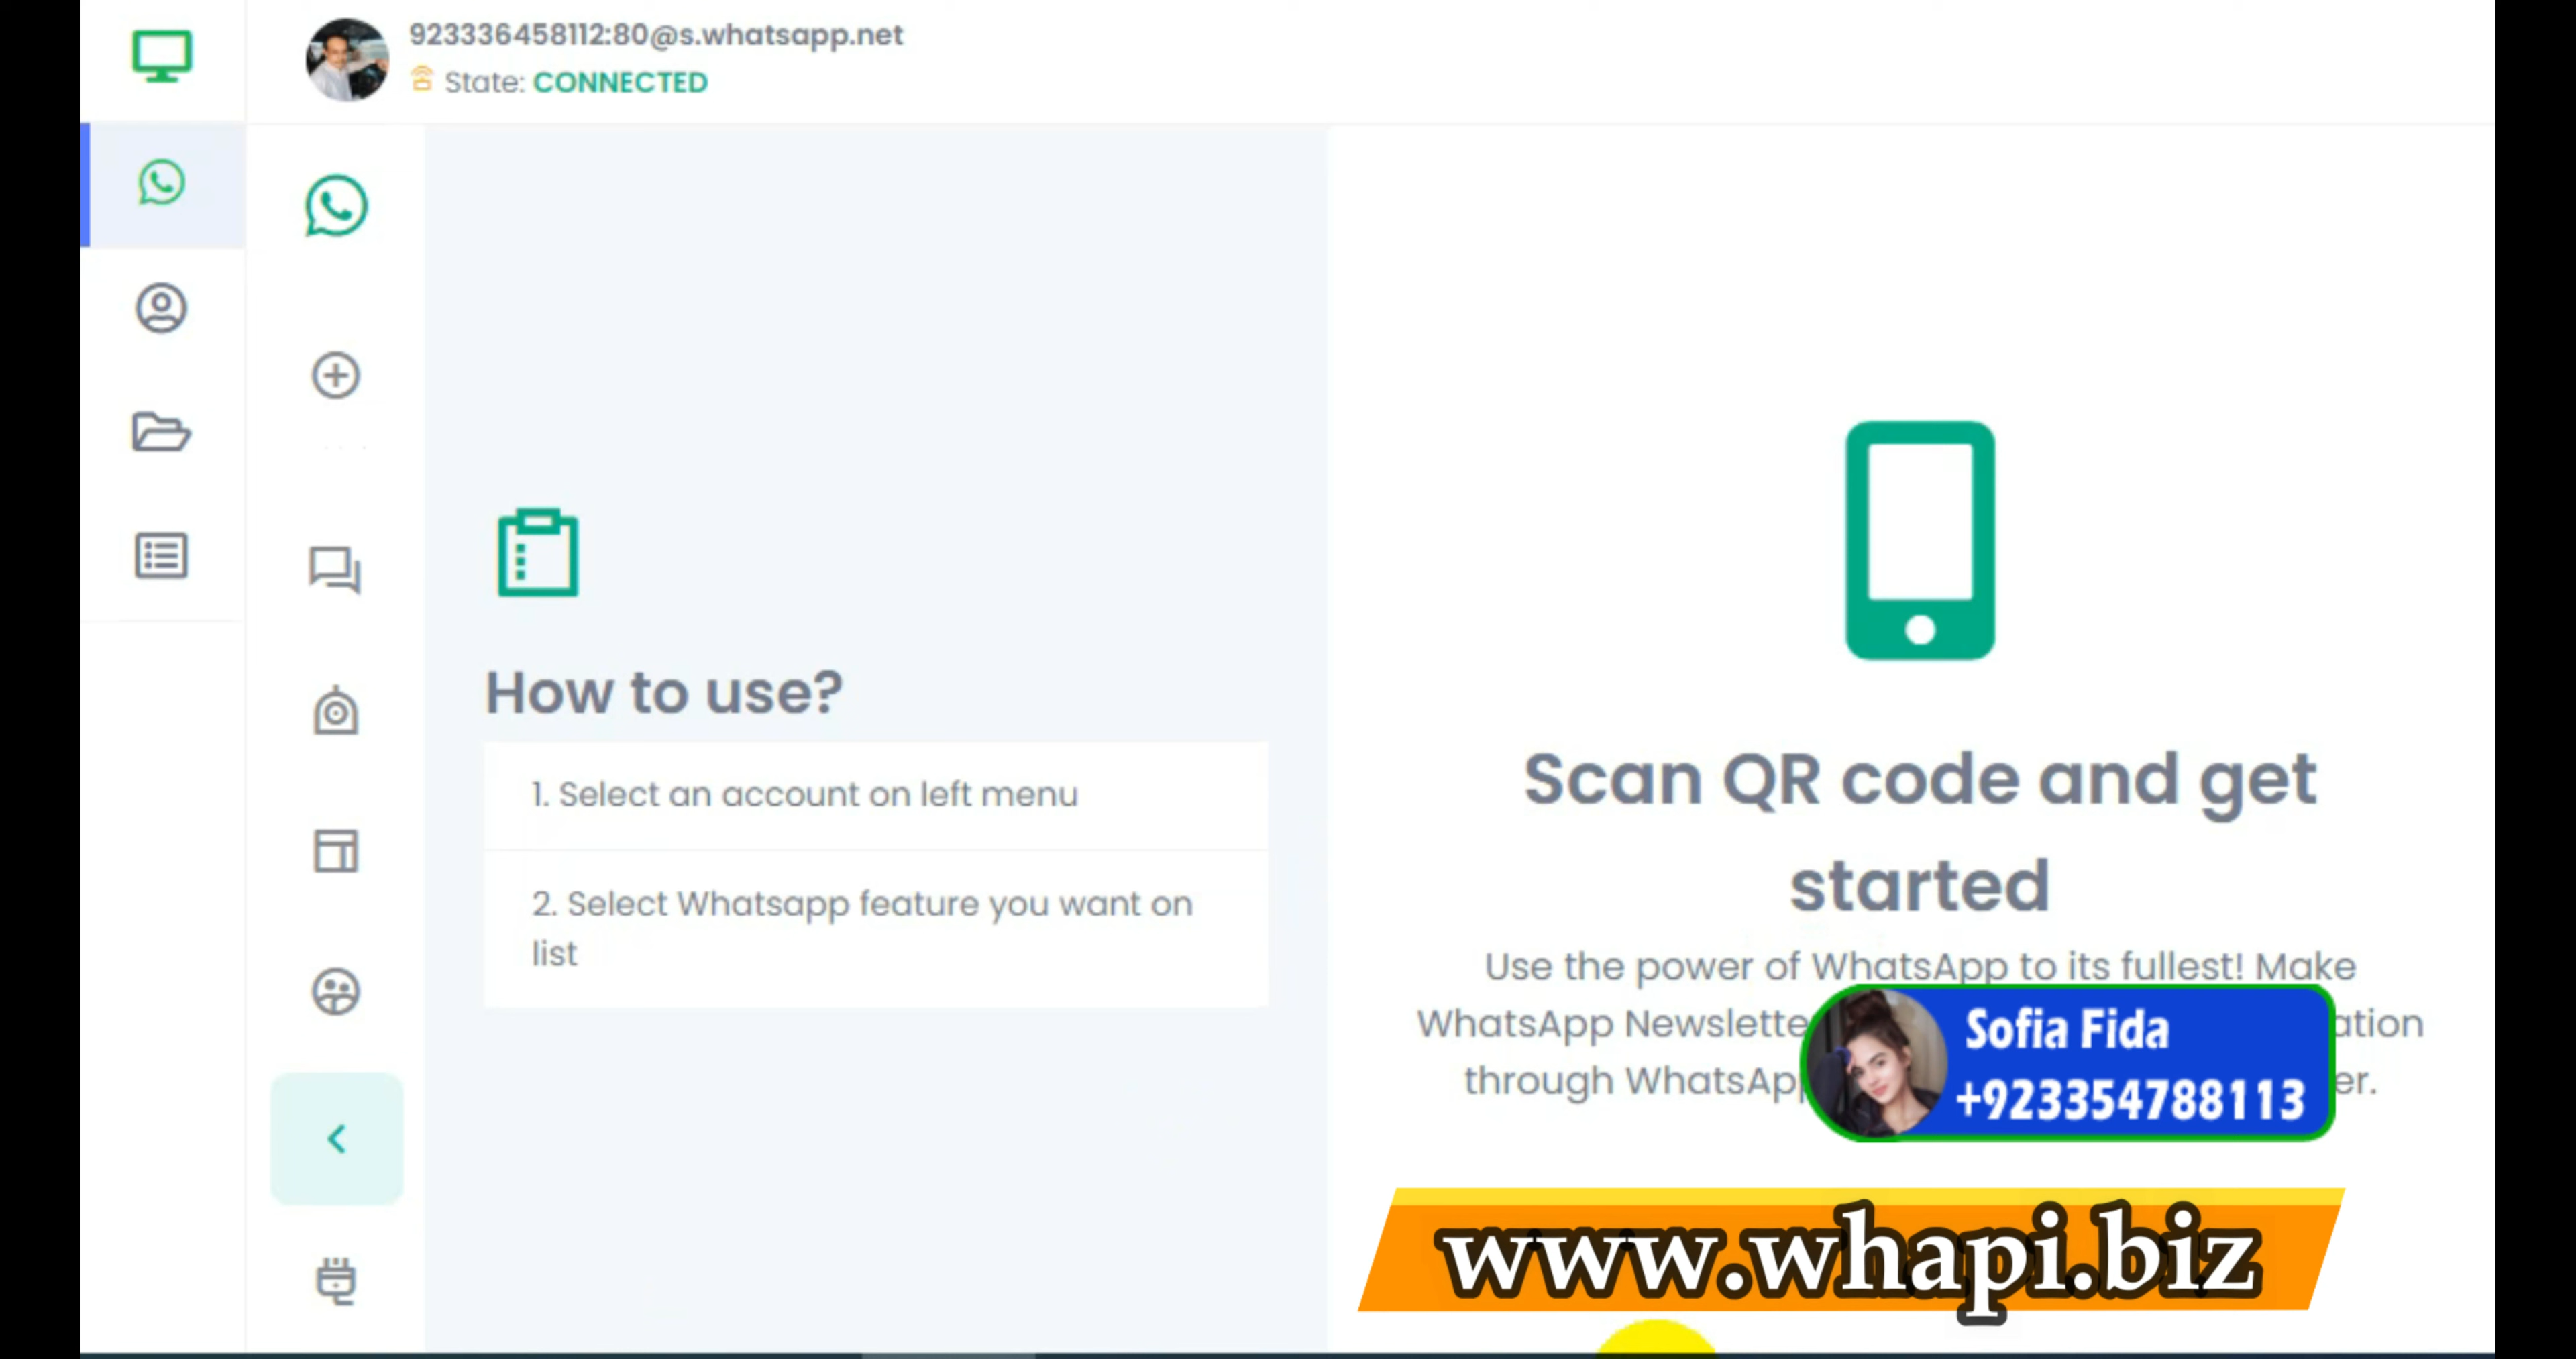 923336458112:80@s.whatsapp.net
State: CONNECTED
How to use?
1. Select an account on left menu
2. Select Whatsapp feature you want on
list
Scan QR code and get
started
Use the power of WhatsApp to its fullest! Make
WhatsApp Newslette
through WhatsAp
Sofia Fida
+923354788113
www.whapi.biz